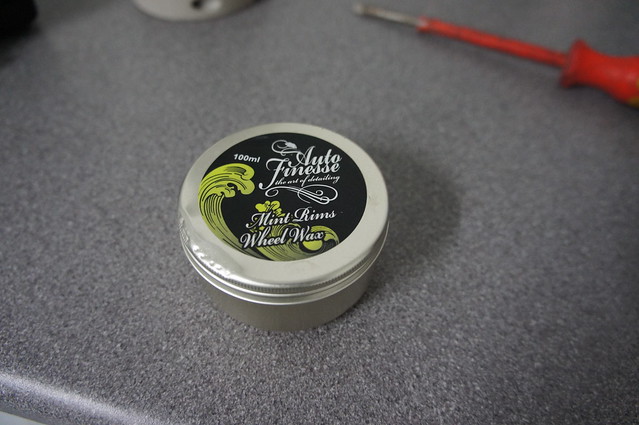 100ml
Auto
Finesse
the art of detailing
Mint Rims
Wheel Wax